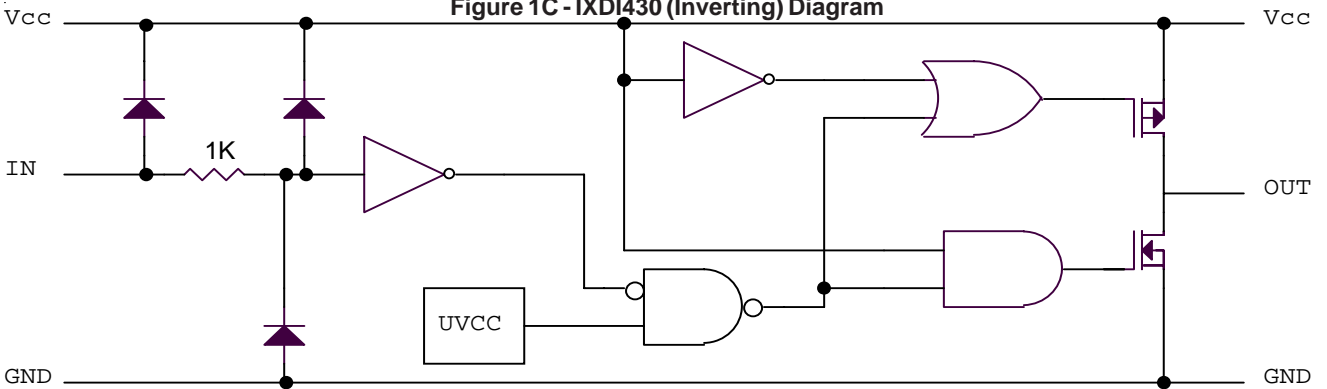 Figure 1C - IXDI430 (Inverting) Diagram
Vcc
Vcc
1K
IN
OUT
UVCC
GND
GND